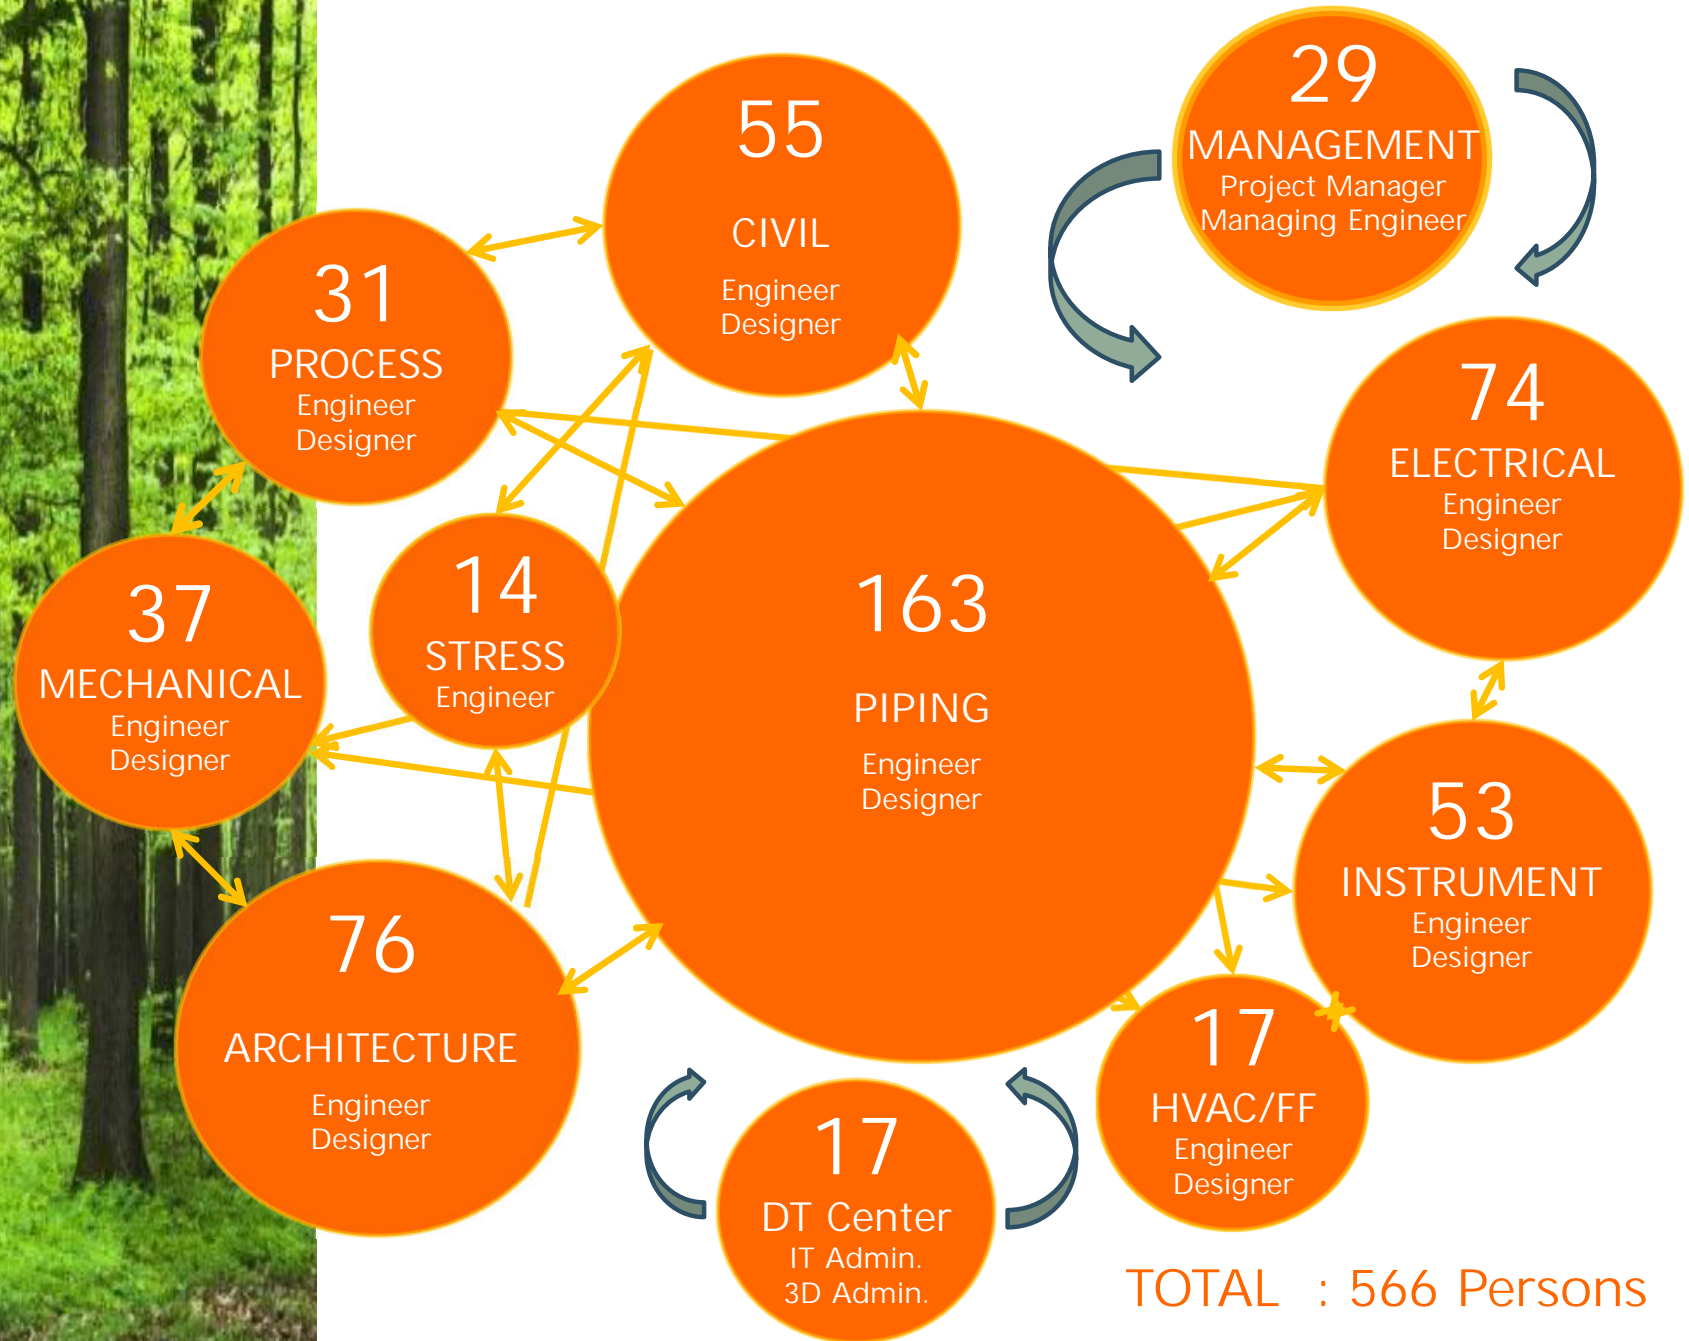 29
MANAGEMENT
Project Manager
Managing Engineer
55
CIVIL
Engineer
Designer
31
PROCESS
Engineer
Designer
74
ELECTRICAL
Engineer
Designer
14
STRESS
Engineer
163
PIPING
Engineer
Designer
37
MECHANICAL
Engineer
Designer
53
INSTRUMENT
Engineer
Designer
76
ARCHITECTURE
Engineer
Designer
17
HVAC/FF
Engineer
Designer
17
DT Center
IT Admin.
3D Admin.
TOTAL : 566 Persons